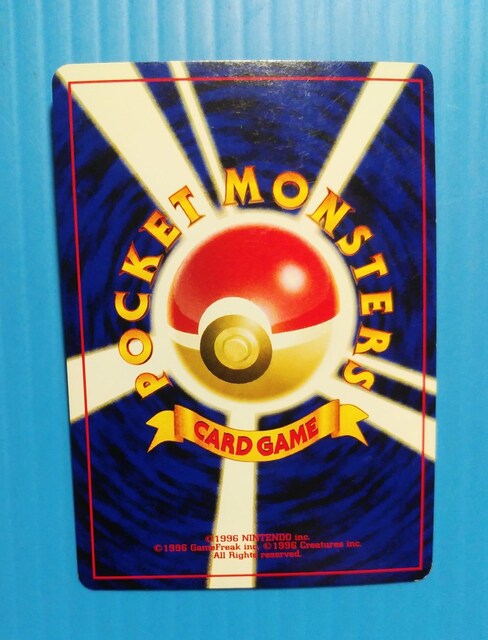 POCKET MONSTERS
CARD GAME
©1996 NINTENDO inc.
©1996 GameFreak inc. ©1996 Creatures inc.
All Rights reserved.